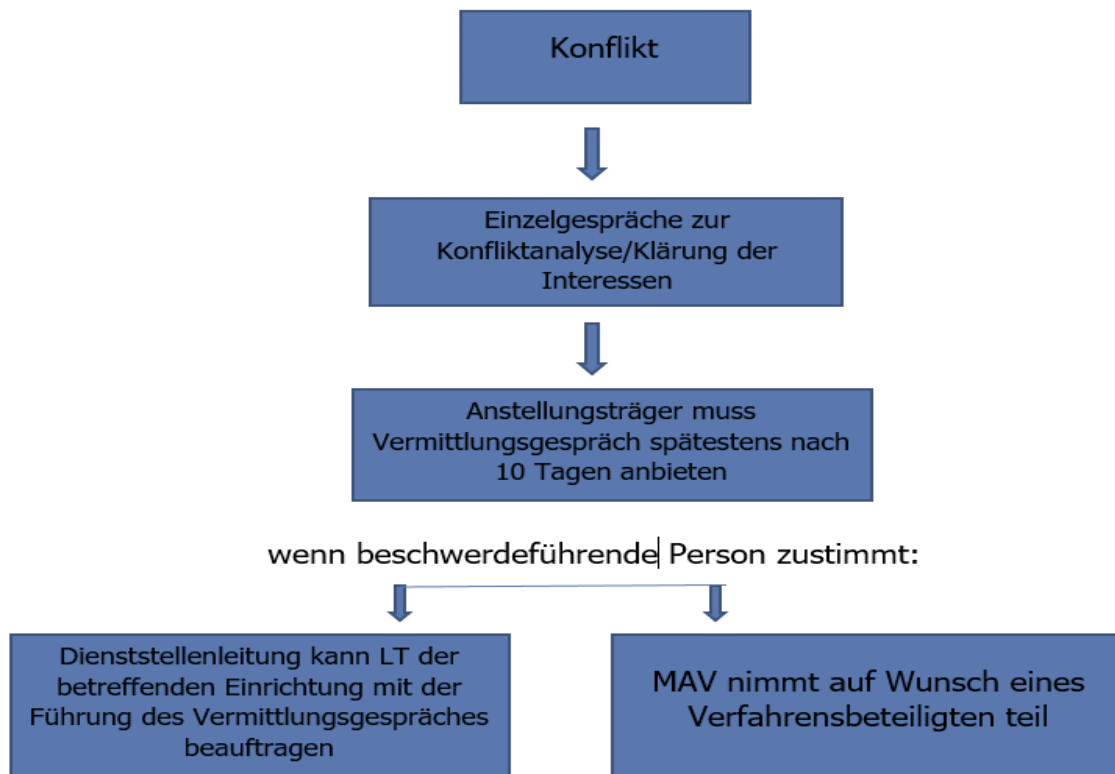 Konflikt
Einzelgespräche zur
Konfliktanalyse/Klärung der
Interessen
Anstellungsträger muss
Vermittlungsgespräch spätestens nach
10 Tagen anbieten
wenn beschwerdeführende Person zustimmt:
Dienststellenleitung kann LT der
betreffenden Einrichtung mit der
Führung des Vermittlungsgespräches
beauftragen
MAV nimmt auf Wunsch eines
Verfahrensbeteiligten teil